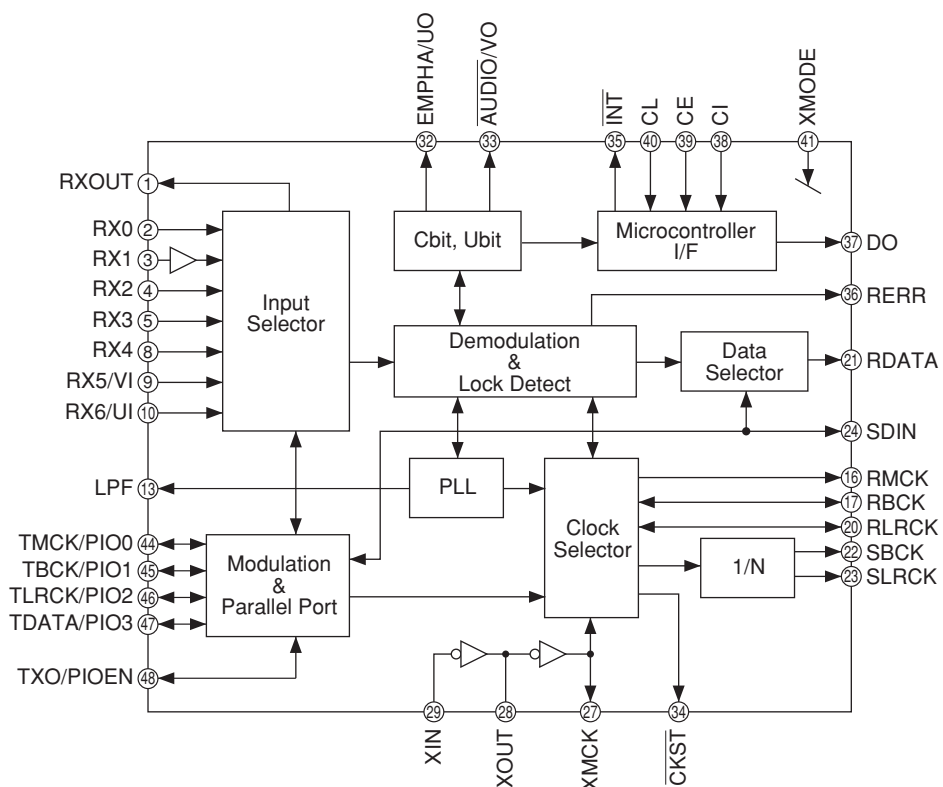 EMPHA/UO
AUDIO/VO
INT
CL
CE
CI
XMODE
32
33
35
40
39
38
41
RXOUT 1
RX0 2
RX1 3
RX2 4
RX3 5
RX4 8
RX5/VI 9
RX6/UI 10
LPF 13
TMCK/PIO0 44
TBCK/PIO1 45
TLRCK/PIO2 46
TDATA/PIO3 47
TXO/PIOEN 48
Input
Selector
Cbit, Ubit
Microcontroller
I/F
Demodulation
&
Lock Detect
Data
Selector
PLL
Clock
Selector
Modulation
&
Parallel Port
1/N
37 DO
36 RERR
21 RDATA
24 SDIN
16 RMCK
17 RBCK
20 RLRCK
22 SBCK
23 SLRCK
29
28
27
34
XIN
XOUT
XMCK
CKST